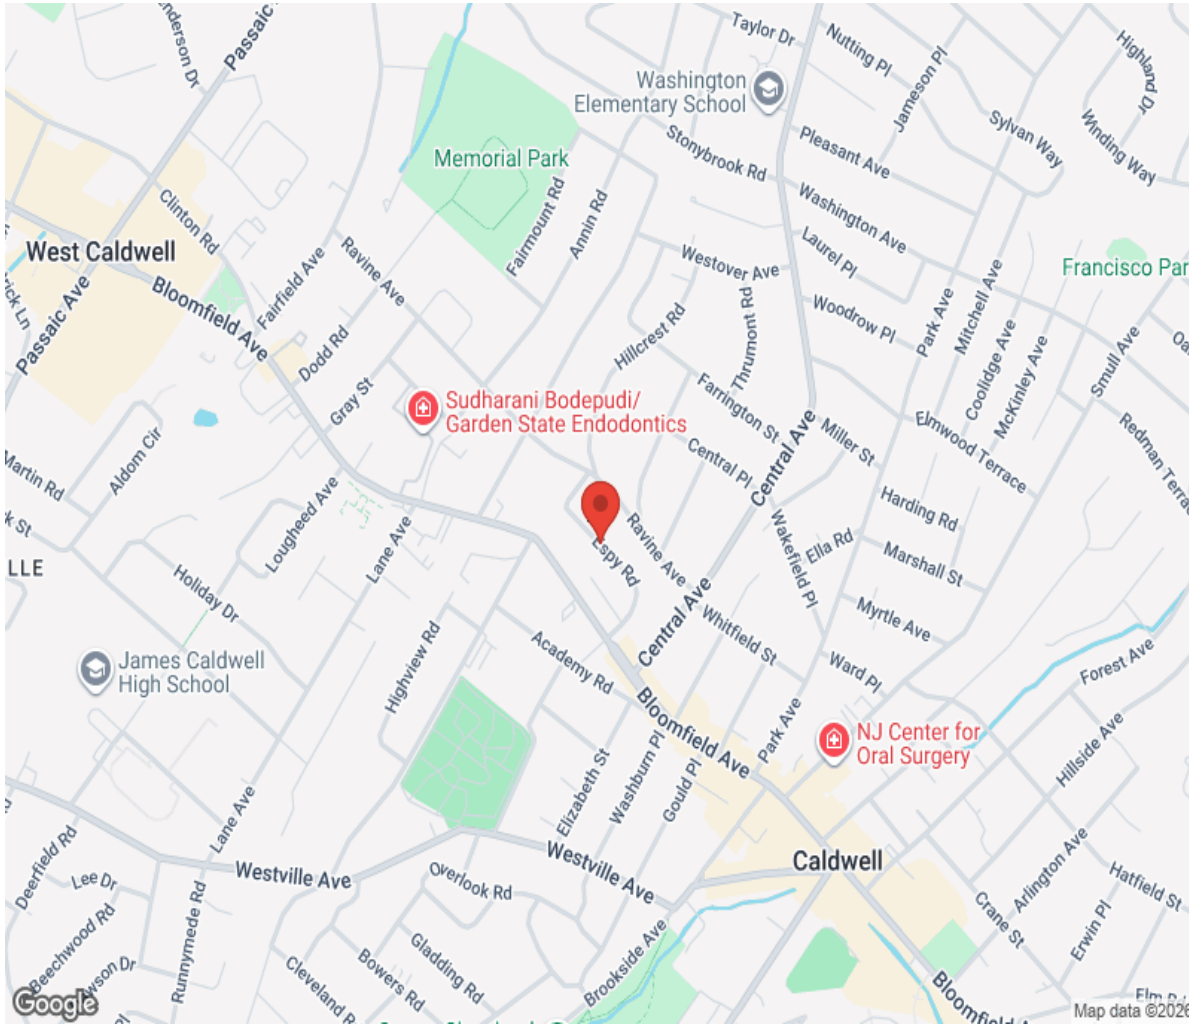 Passaic
Taylor Dr
Nutting Pl
Highland Dr
Washington
Elementary School
Jameson Pl
Winding Way
Sylvan Way
Stonybrook Rd
Pleasant Ave
Memorial Park
Clinton Rd
Fairmount Rd
Annin Rd
Washington Ave
West Caldwell
Ravine Ave
Westover Ave
Laurel Pl
Francisco Par
Fairfield Ave
Bloomfield Ave
Passaic Ave
Woodrow Pl
Park Ave
Mitchell Ave
Thrumont Rd
Hillcrest Rd
Dodd Rd
Coolidge Ave
McKinley Ave
Smull Ave
Gray St
Farrington St
Sudharani Bodepudi/
Garden State Endodontics
Elmwood Terrace
Miller St
Redman Terra
Central Pl
Central Ave
Martin Rd
Aldom Cir
Harding Rd
Lougheed Ave
Lane Ave
k St
Ravine Ave
Espy Rd
Wakefield Pl
Ella Rd
Marshall St
LLE
Holiday Dr
Central Ave
Whitfield St
Myrtle Ave
Academy Rd
Highview Rd
James Caldwell
High School
Ward Pl
Forest Ave
Bloomfield Ave
Park Ave
NJ Center for
Oral Surgery
Hillside Ave
Elizabeth St
Washburn Pl
Gould Pl
Lane Ave
Deerfield Rd
Lee Dr
Westville Ave
Overlook Rd
Westville Ave
Caldwell
Arlington Ave
Hatfield St
Crane St
Erwin Pl
Runnymede Rd
Beechwood Rd
Gladding Rd
Bowers Rd
Cleveland R
Brookside Ave
Bloomfield A
Google
Map data ©2026